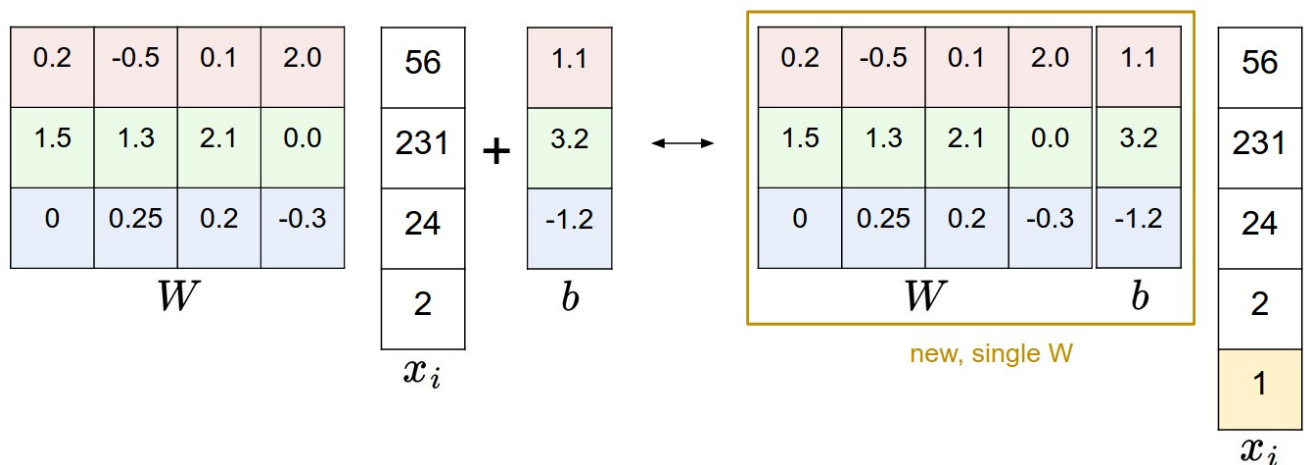 0.2 -0.5 0.1 2.0 56 1.1 0.2 -0.5 0.1 2.0 1.1 56
1.5 1.3 2.1 0.0 231 + 3.2 1.5 1.3 2.1 0.0 3.2 231
0 0.25 0.2 -0.3 24 -1.2 0 0.25 0.2 -0.3 -1.2 24
W 2 b W b 2
x_i new, single W 1
x_i